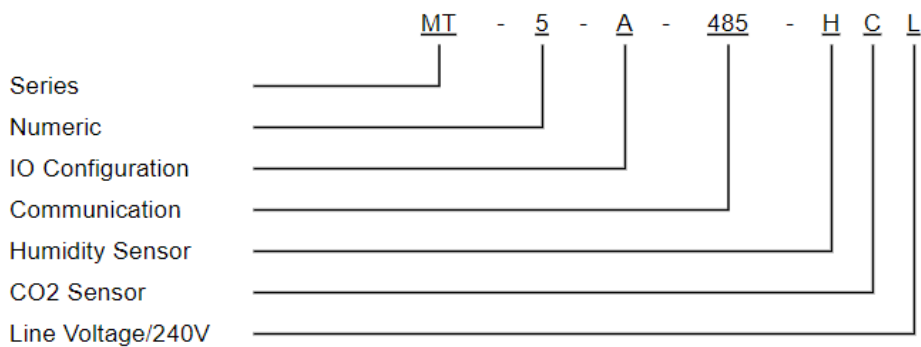 MT - 5 - A - 485 - H C L
Series
Numeric
IO Configuration
Communication
Humidity Sensor
CO2 Sensor
Line Voltage/240V